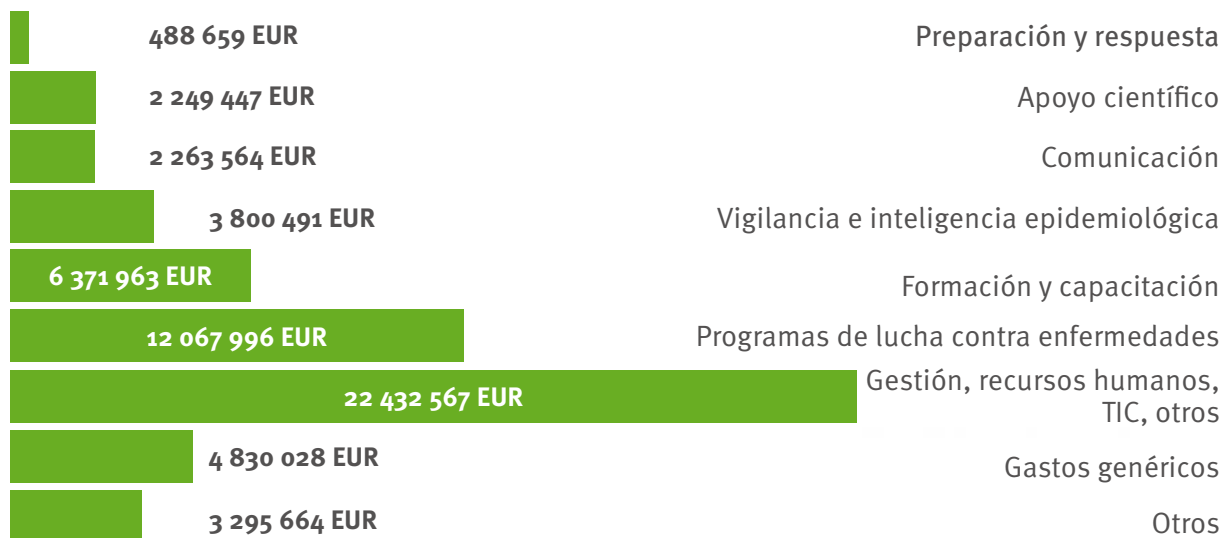 488 659 EUR Preparación y respuesta
2 249 447 EUR Apoyo científico
2 263 564 EUR Comunicación
3 800 491 EUR Vigilancia e inteligencia epidemiológica
6 371 963 EUR Formación y capacitación
12 067 996 EUR Programas de lucha contra enfermedades
22 432 567 EUR Gestión, recursos humanos,
TIC, otros
4 830 028 EUR Gastos genéricos
3 295 664 EUR Otros